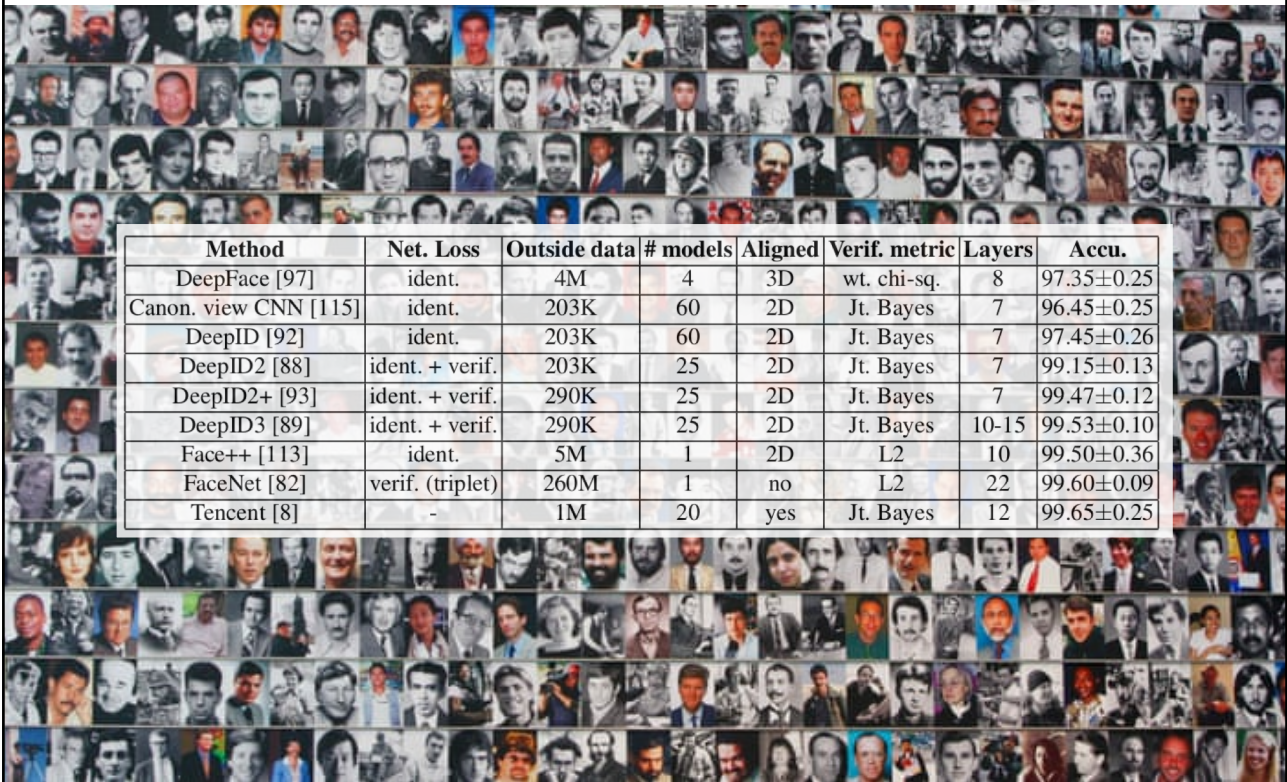 Method Net. Loss Outside data # models Aligned Verif. metric Layers Accu.
DeepFace [97] ident. 4M 4 3D wt. chi-sq. 8 97.35±0.25
Canon. view CNN [115] ident. 203K 60 2D Jt. Bayes 7 96.45±0.25
DeepID [92] ident. 203K 60 2D Jt. Bayes 7 97.45±0.26
DeepID2 [88] ident. + verif. 203K 25 2D Jt. Bayes 7 99.15±0.13
DeepID2+ [93] ident. + verif. 290K 25 2D Jt. Bayes 7 99.47±0.12
DeepID3 [89] ident. + verif. 290K 25 2D Jt. Bayes 10-15 99.53±0.10
Face++ [113] ident. 5M 1 2D L2 10 99.50±0.36
FaceNet [82] verif. (triplet) 260M 1 no L2 22 99.60±0.09
Tencent [8] - 1M 20 yes Jt. Bayes 12 99.65±0.25